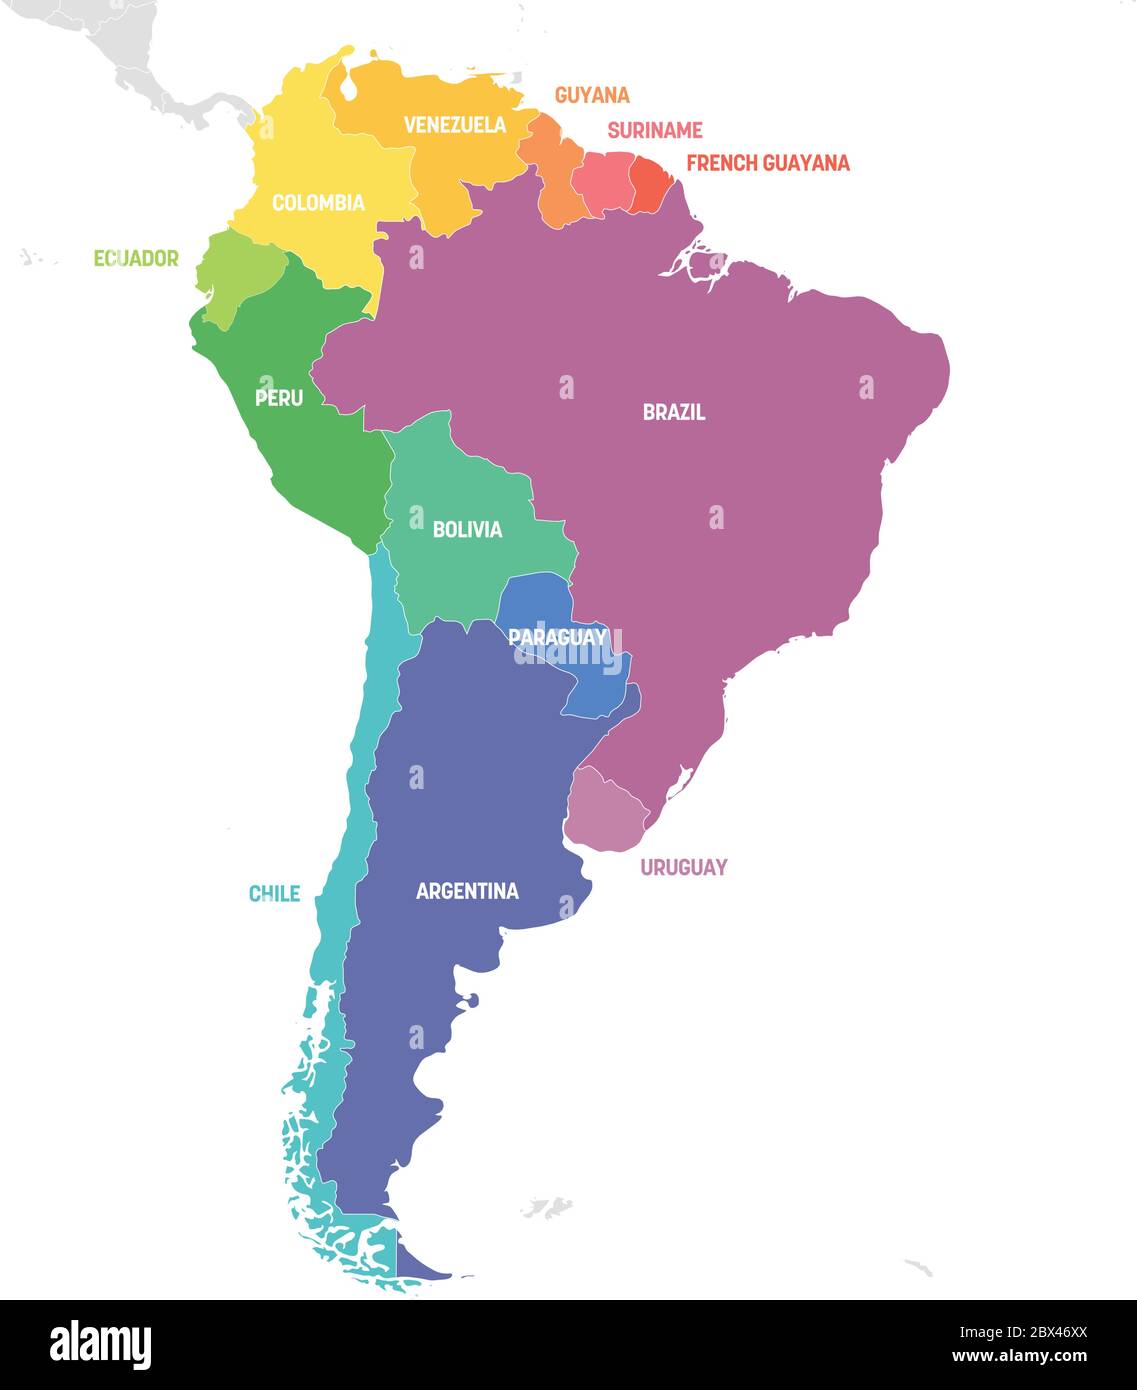 GUYANA
VENEZUELA
SURINAME
FRENCH GUAYANA
COLOMBIA
ECUADOR
PERU
BRAZIL
BOLIVIA
PARAGUAY
URUGUAY
CHILE
ARGENTINA
a
a
a
a
a
a
a
a
a
a
a
alamy
Image ID: 2BX46XX
www.alamy.com